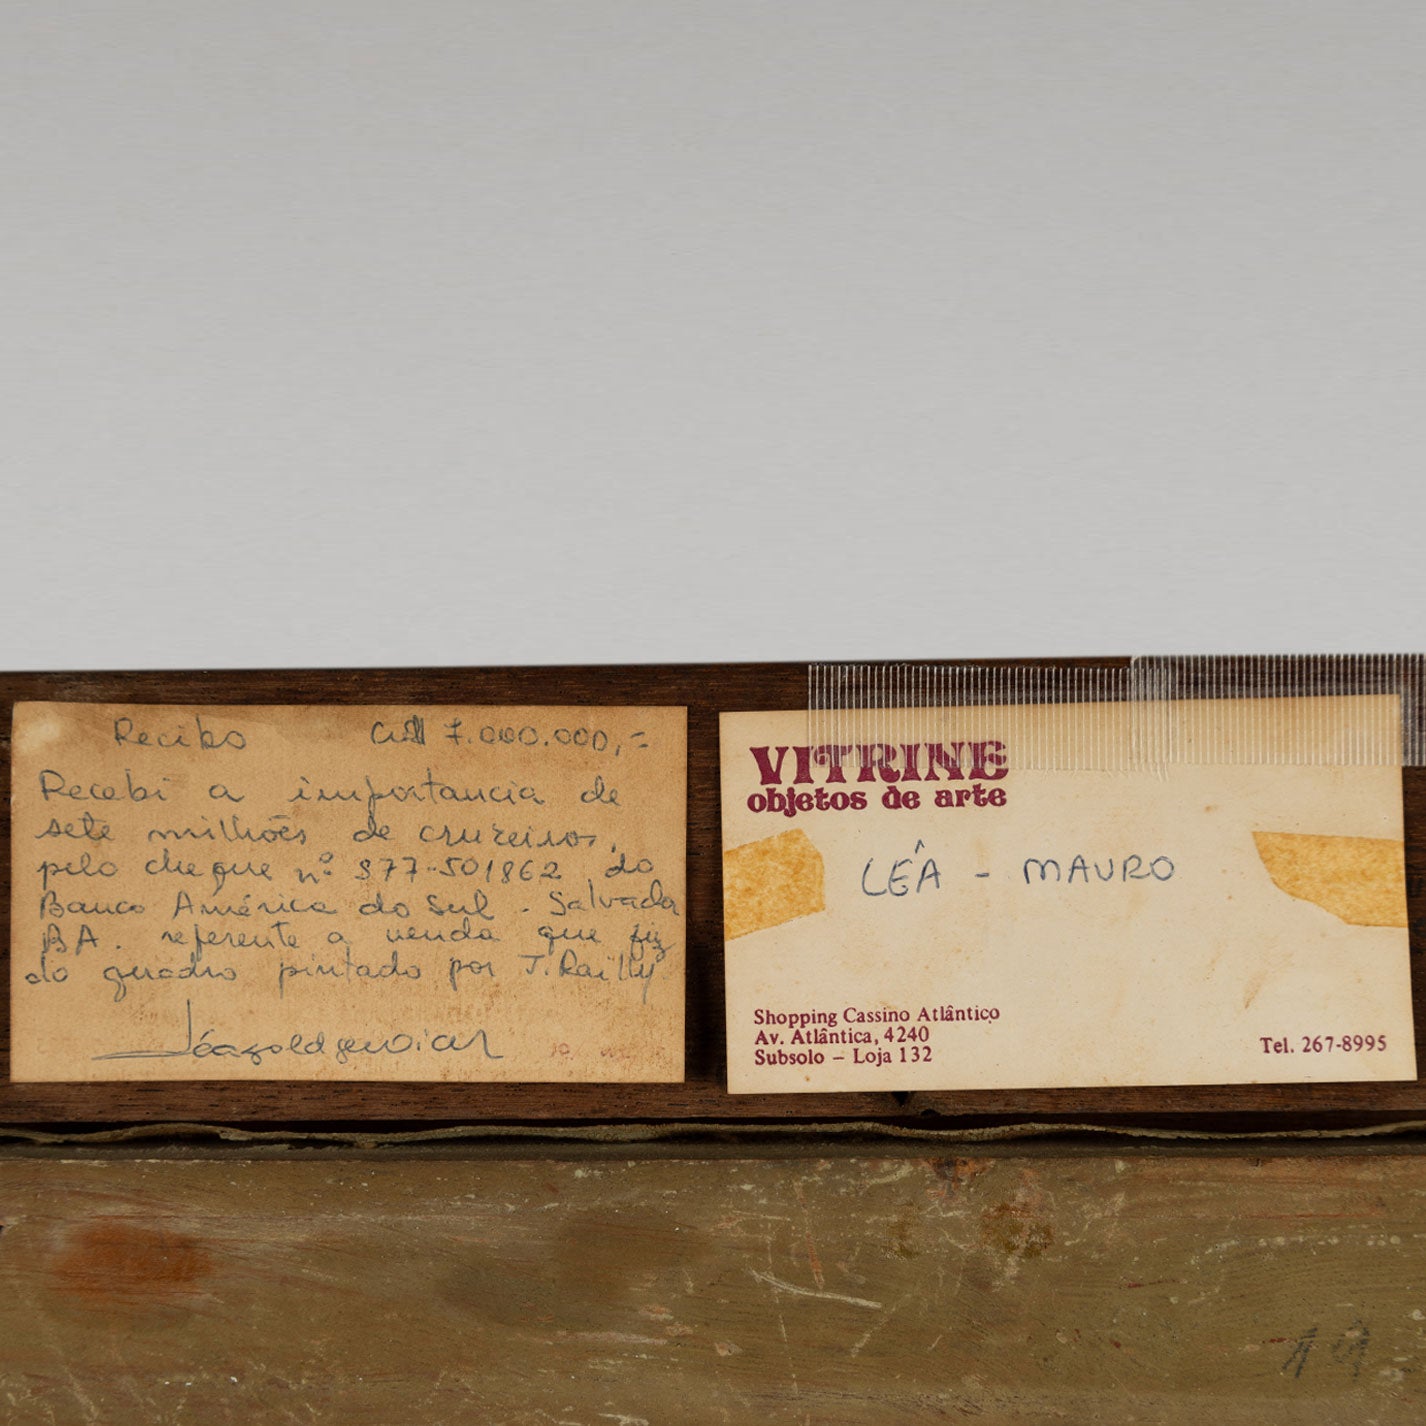 Recibo Cr$ 7.000.000,=
Recebi a importancia de
sete milhões de cruzeiros,
pelo cheque nº 977-501862 do
Banco América do Sul - Salvador
BA. referente a venda que fiz
do quadro pintado por T. Railly
VITRINE
objetos de arte
LÉA - MAURO
Shopping Cassino Atlântico
Av. Atlântica, 4240
Subsolo – Loja 132
Tel. 267-8995
19